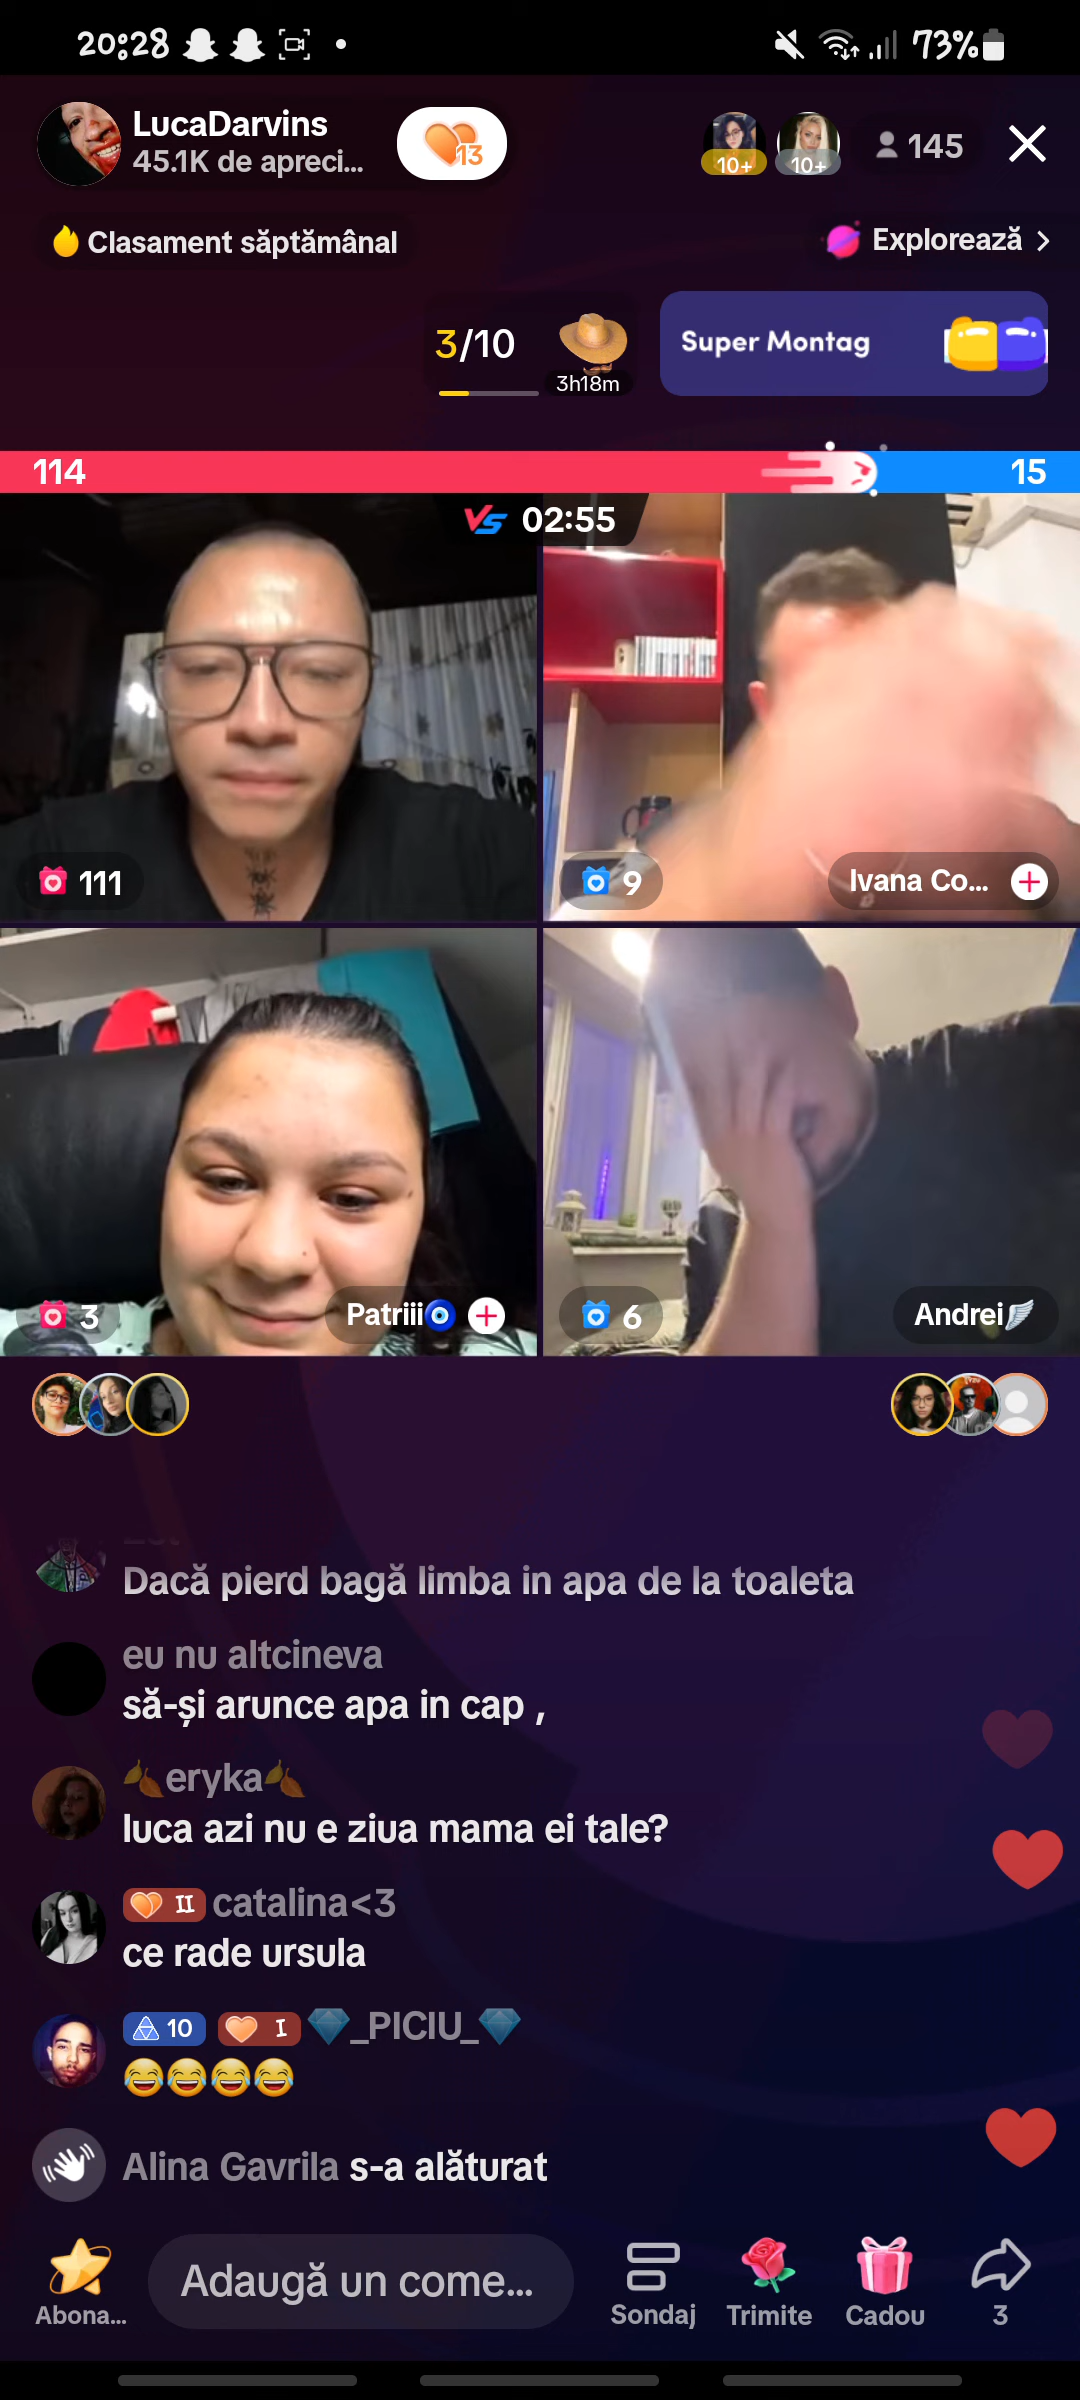 20:28
73%
LucaDarvins
45.1K de apreci...
13
10+
10+
145
Clasament săptămânal
Explorează
3/10
3h18m
Super Montag
114
15
VS 02:55
111
9
Ivana Co...
3
Patriii
6
Andrei
Dacă pierd bagă limba in apa de la toaleta
eu nu altcineva
să-și arunce apa in cap ,
eryka
luca azi nu e ziua mama ei tale?
II catalina<3
ce rade ursula
10 I _PICIU_
😂😂😂😂
Alina Gavrila s-a alăturat
Abona...
Adaugă un come...
Sondaj
Trimite
Cadou
3